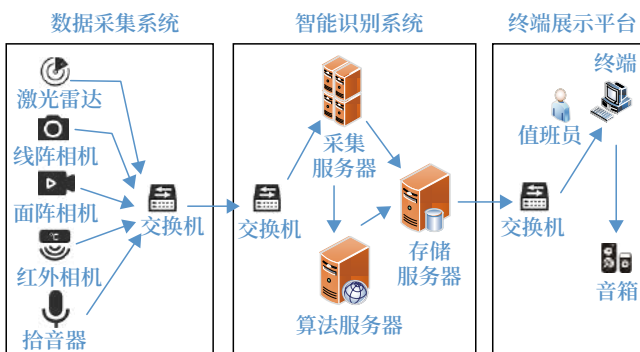 数据采集系统
智能识别系统
终端展示平台
激光雷达
线阵相机
面阵相机
℃
红外相机
拾音器
交换机
交换机
采集
服务器
算法服务器
存储
服务器
交换机
值班员
终端
音箱